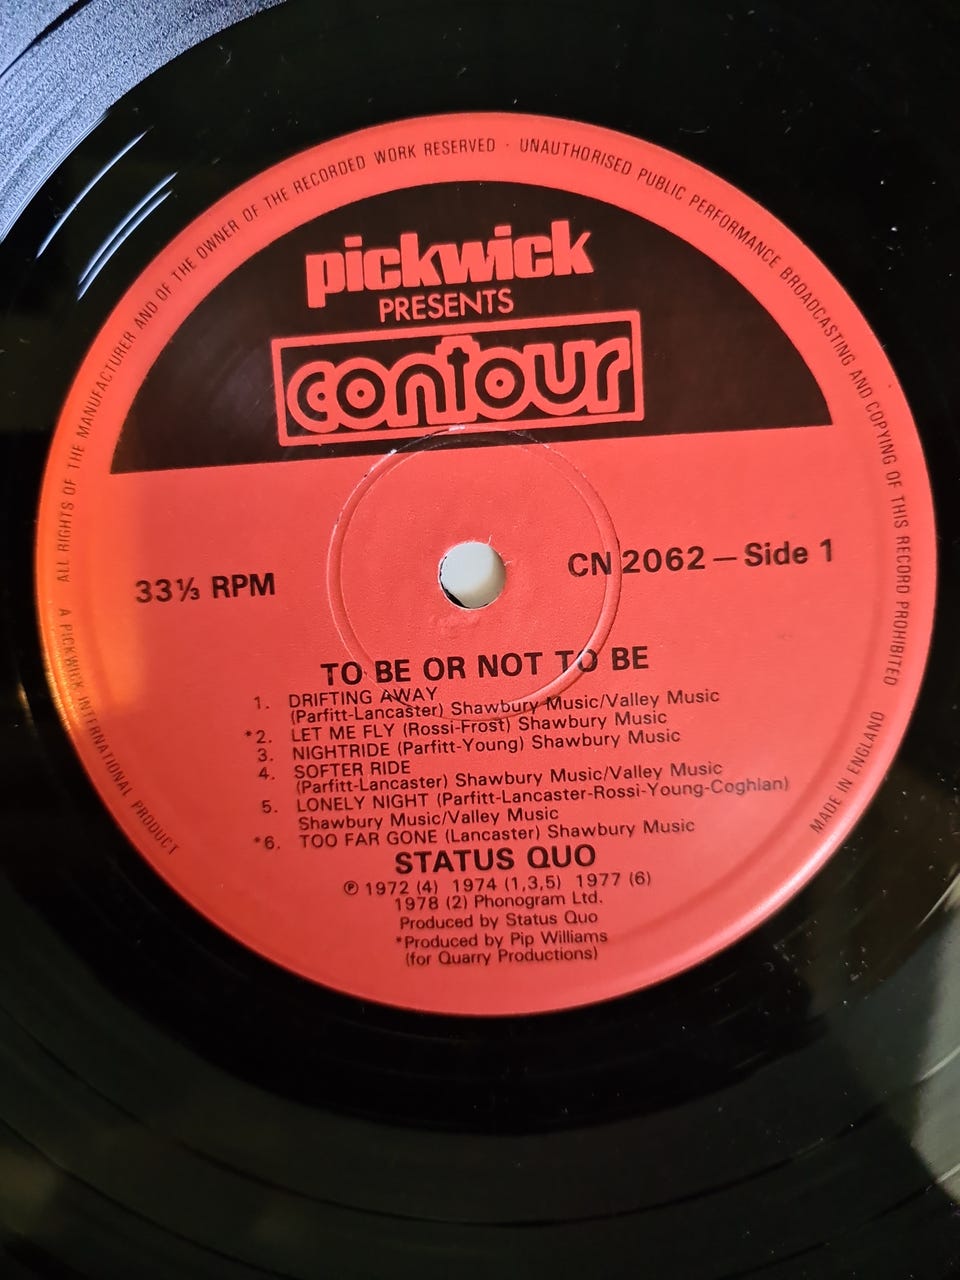 A PICKWICK INTERNATIONAL PRODUCT
ALL RIGHTS OF THE MANUFACTURER AND OF THE OWNER OF THE RECORDED WORK RESERVED · UNAUTHORISED PUBLIC PERFORMANCE BROADCASTING AND COPYING OF THIS RECORD PROHIBITED
MADE IN ENGLAND
pickwick
PRESENTS
contour
33⅓ RPM
CN 2062 – Side 1
TO BE OR NOT TO BE
1. DRIFTING AWAY
(Parfitt-Lancaster) Shawbury Music/Valley Music
*2. LET ME FLY (Rossi-Frost) Shawbury Music
3. NIGHTRIDE (Parfitt-Young) Shawbury Music
4. SOFTER RIDE
(Parfitt-Lancaster) Shawbury Music/Valley Music
5. LONELY NIGHT (Parfitt-Lancaster-Rossi-Young-Coghlan)
Shawbury Music/Valley Music
*6. TOO FAR GONE (Lancaster) Shawbury Music
STATUS QUO
℗ 1972 (4) 1974 (1,3,5) 1977 (6)
1978 (2) Phonogram Ltd.
Produced by Status Quo
*Produced by Pip Williams
(for Quarry Productions)